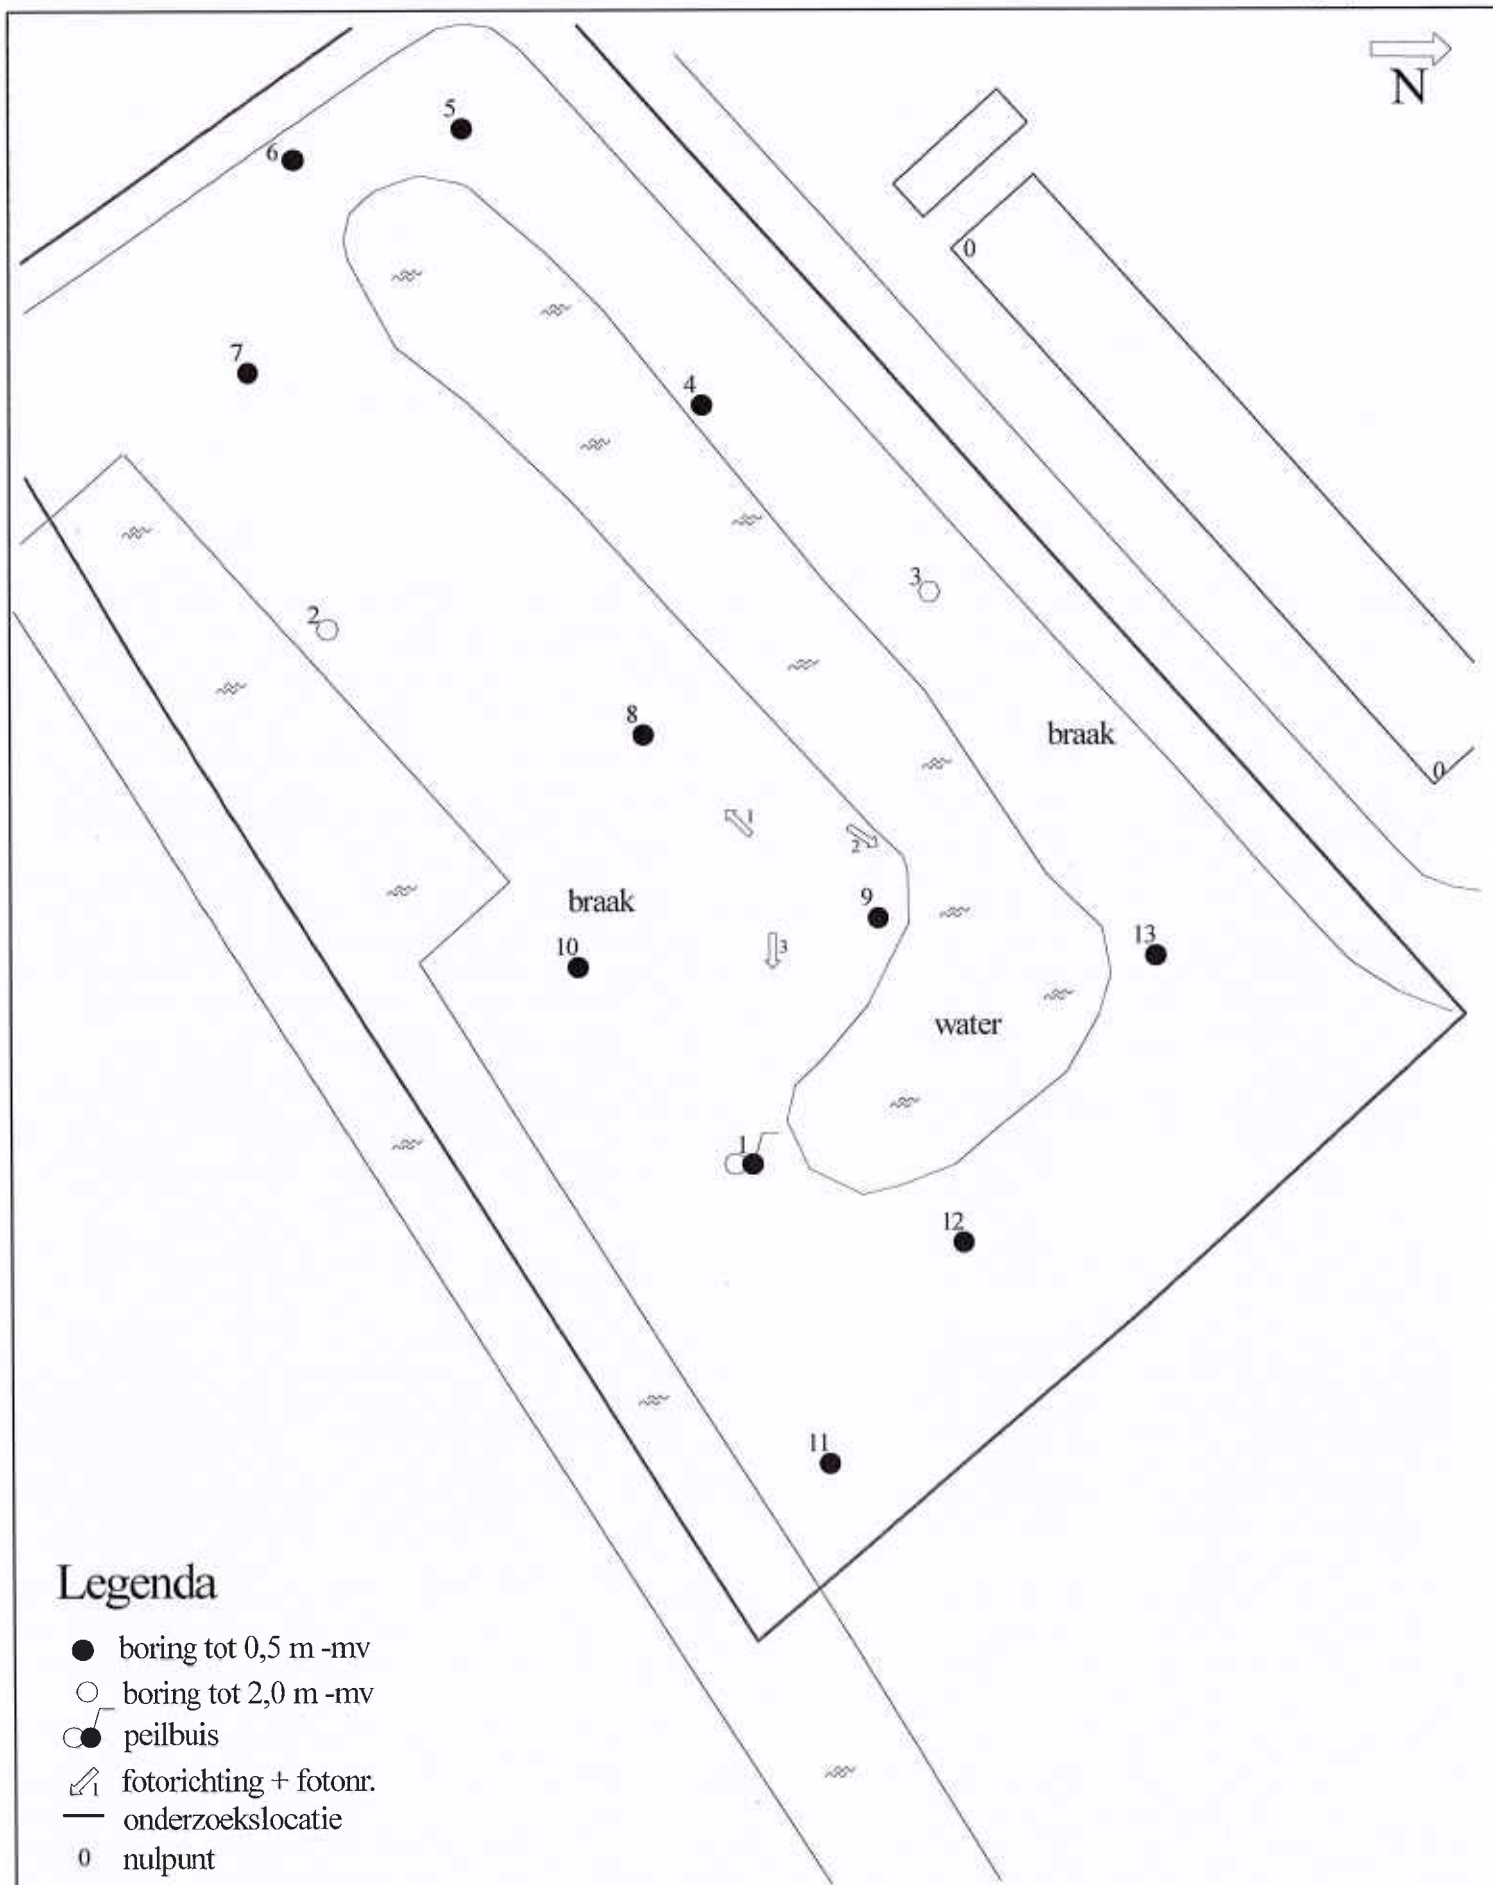 N
5
6
0
7
4
3
2
8
braak
0
1
2
braak
9
10
3
13
water
1
12
11
Legenda
boring tot 0,5 m -mv
boring tot 2,0 m -mv
peilbuis
1 fotorichting + fotonr.
onderzoekslocatie
0 nulpunt